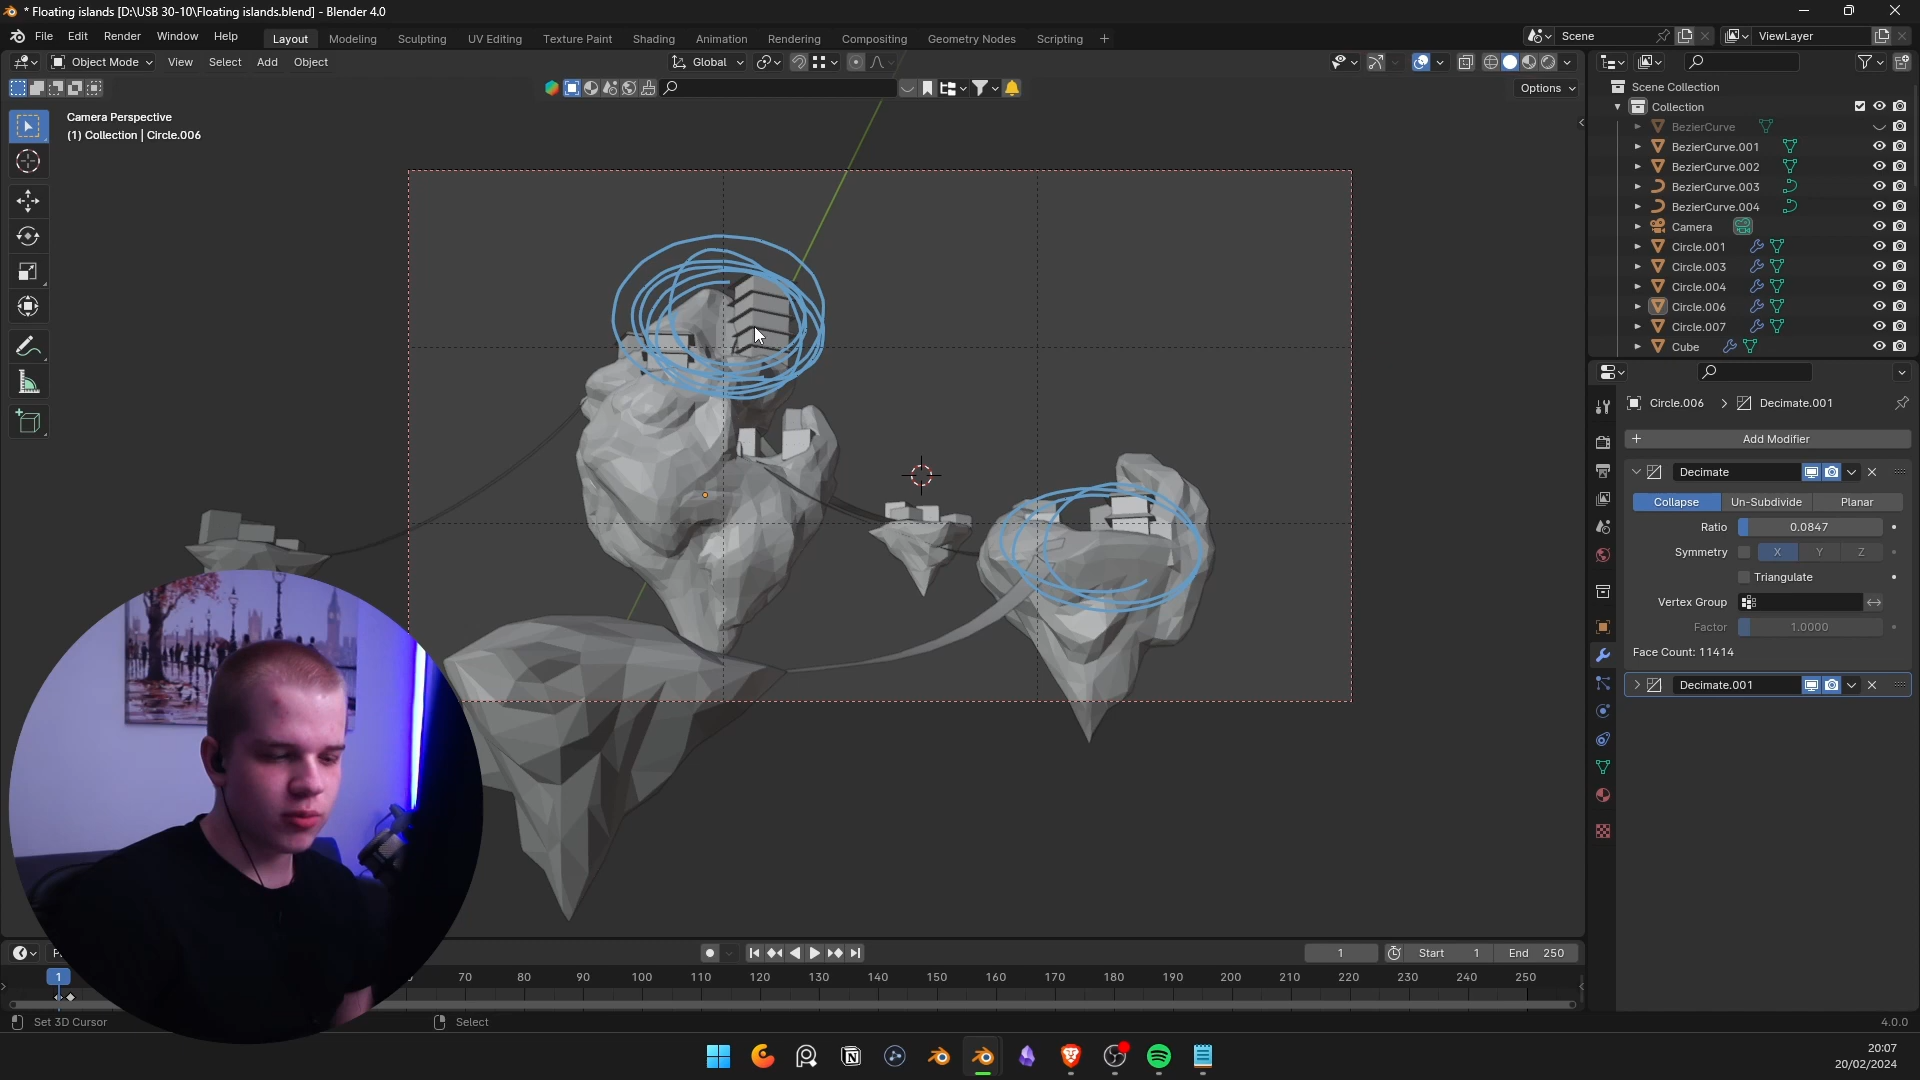 * Floating islands [D:\USB 30-10\Floating islands.blend] - Blender 4.0
File Edit Render Window Help
Layout Modeling Sculpting UV Editing Texture Paint Shading Animation Rendering Compositing Geometry Nodes Scripting +
Scene
ViewLayer
Object Mode View Select Add Object
Global
Options
Camera Perspective
(1) Collection | Circle.006
Scene Collection
Collection
BezierCurve
BezierCurve.001
BezierCurve.002
BezierCurve.003
BezierCurve.004
Camera
Circle.001
Circle.003
Circle.004
Circle.006
Circle.007
Cube
Circle.006 > Decimate.001
+ Add Modifier
Decimate
Collapse Un-Subdivide Planar
Ratio 0.0847
Symmetry X Y Z
Triangulate
Vertex Group
Factor 1.0000
Face Count: 11414
Decimate.001
1 Start 1 End 250
1 70 80 90 100 110 120 130 140 150 160 170 180 190 200 210 220 230 240 250
Set 3D Cursor
Select
4.0.0
20:07
20/02/2024